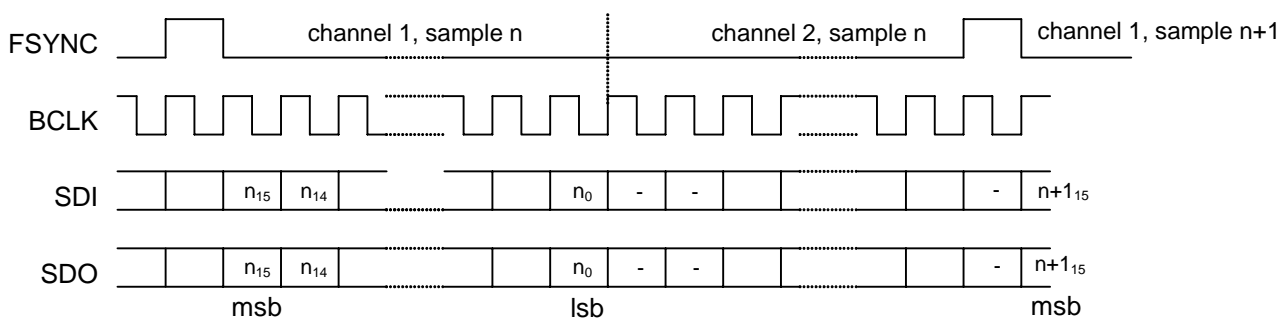 FSYNC channel 1, sample n channel 2, sample n channel 1, sample n+1
BCLK
SDI n₁₅ n₁₄ n₀ - - - n+1₁₅
SDO n₁₅ n₁₄ n₀ - - - n+1₁₅
msb lsb msb